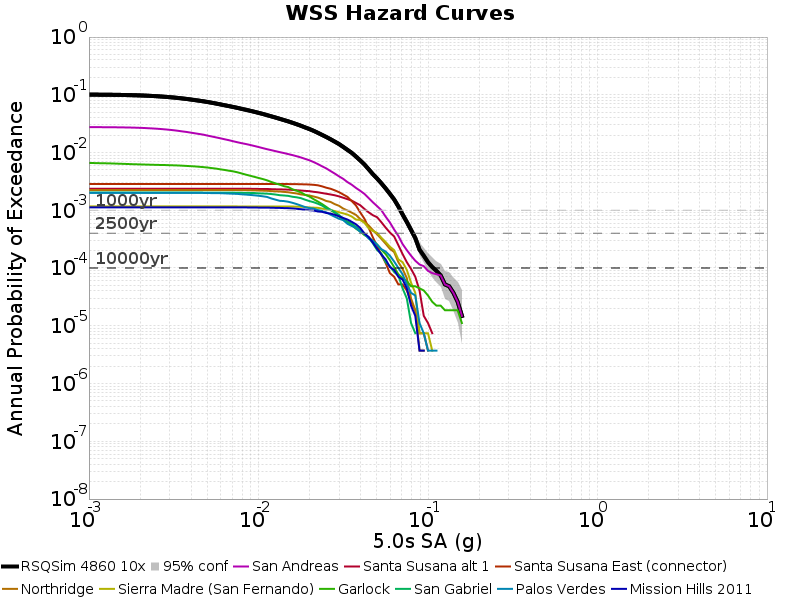 WSS Hazard Curves
Annual Probability of Exceedance
10^0
10^-1
10^-2
10^-3
10^-4
10^-5
10^-6
10^-7
10^-8
1000yr
2500yr
10000yr
10^-3 10^-2 10^-1 10^0 10^1
5.0s SA (g)
RSQSim 4860 10x 95% conf San Andreas Santa Susana alt 1 Santa Susana East (connector)
Northridge Sierra Madre (San Fernando) Garlock San Gabriel Palos Verdes Mission Hills 2011